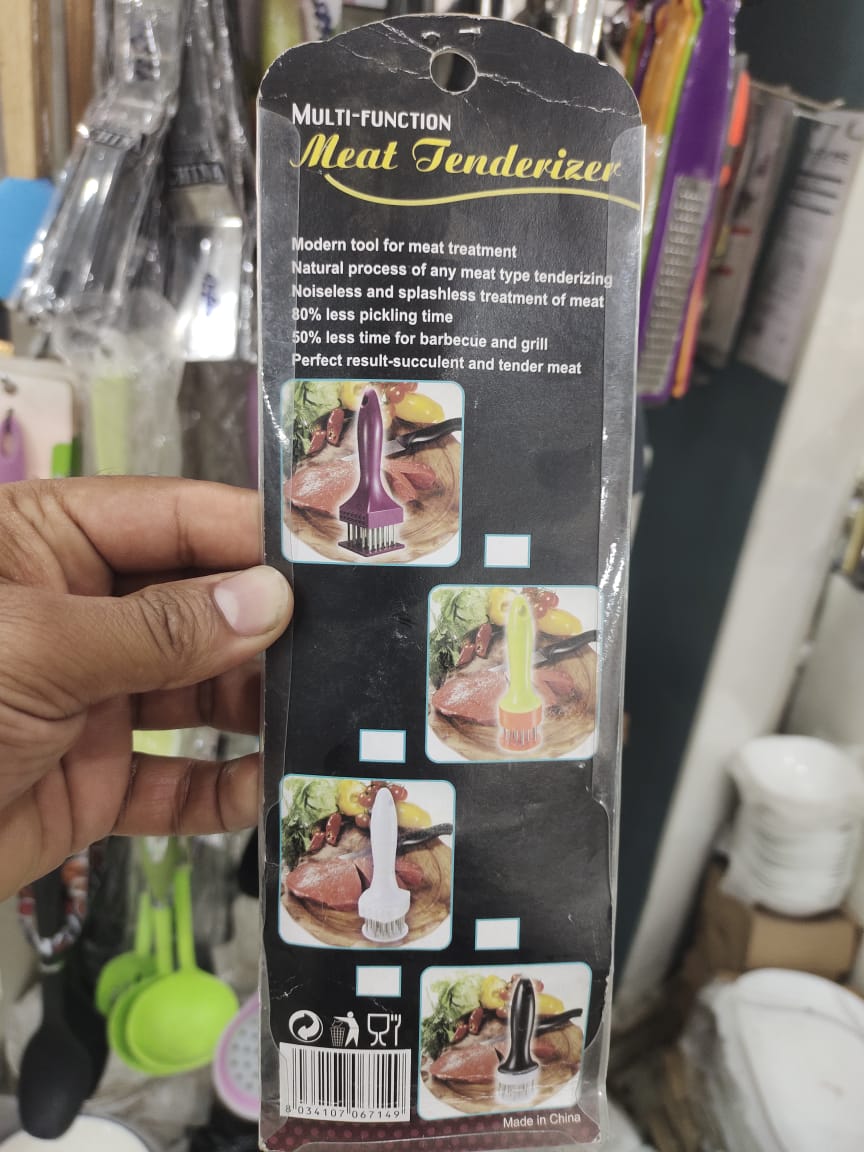 MULTI-FUNCTION
Meat Tenderizer
Modern tool for meat treatment
Natural process of any meat type tenderizing
Noiseless and splashless treatment of meat
80% less pickling time
50% less time for barbecue and grill
Perfect result-succulent and tender meat
8 034107 067149
Made in China